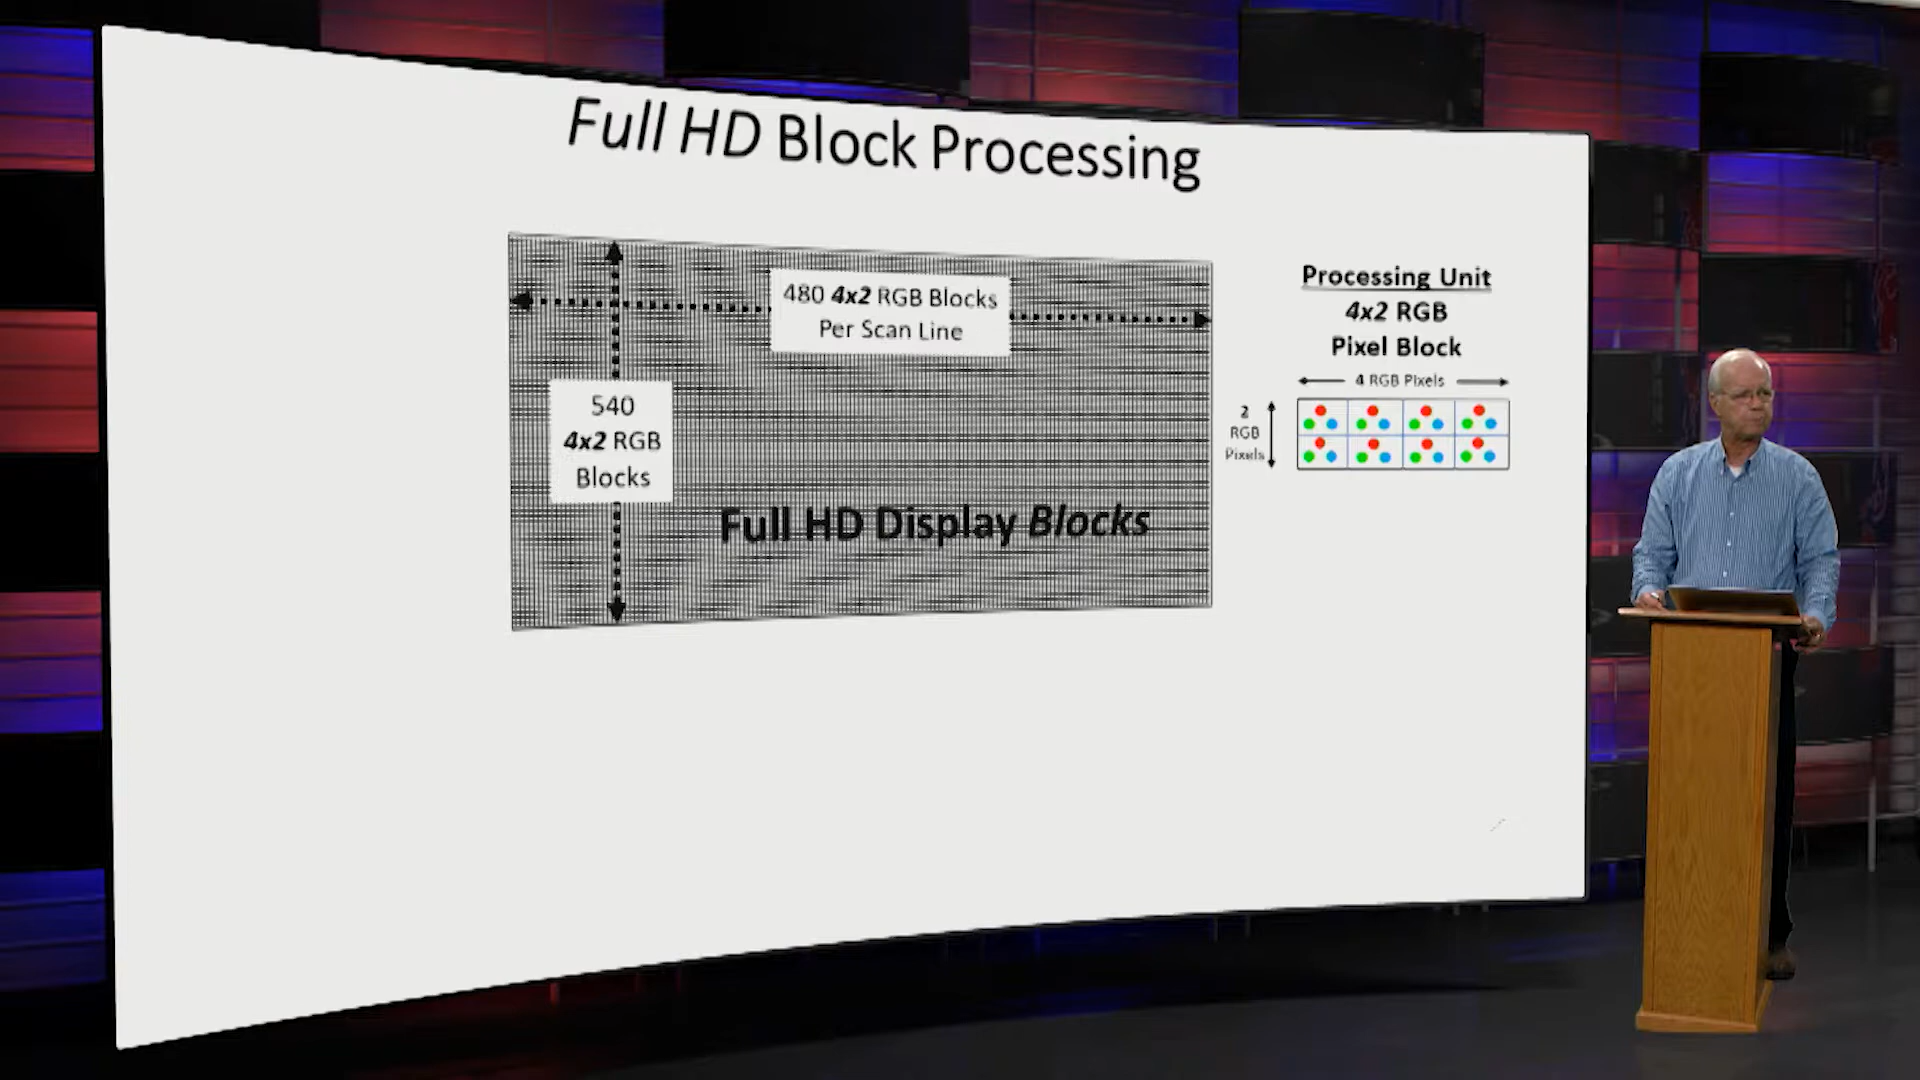 Full HD Block Processing
480 4x2 RGB Blocks
Per Scan Line
540
4x2 RGB
Blocks
Full HD Display Blocks
Processing Unit
4x2 RGB
Pixel Block
4 RGB Pixels
2
RGB
Pixels